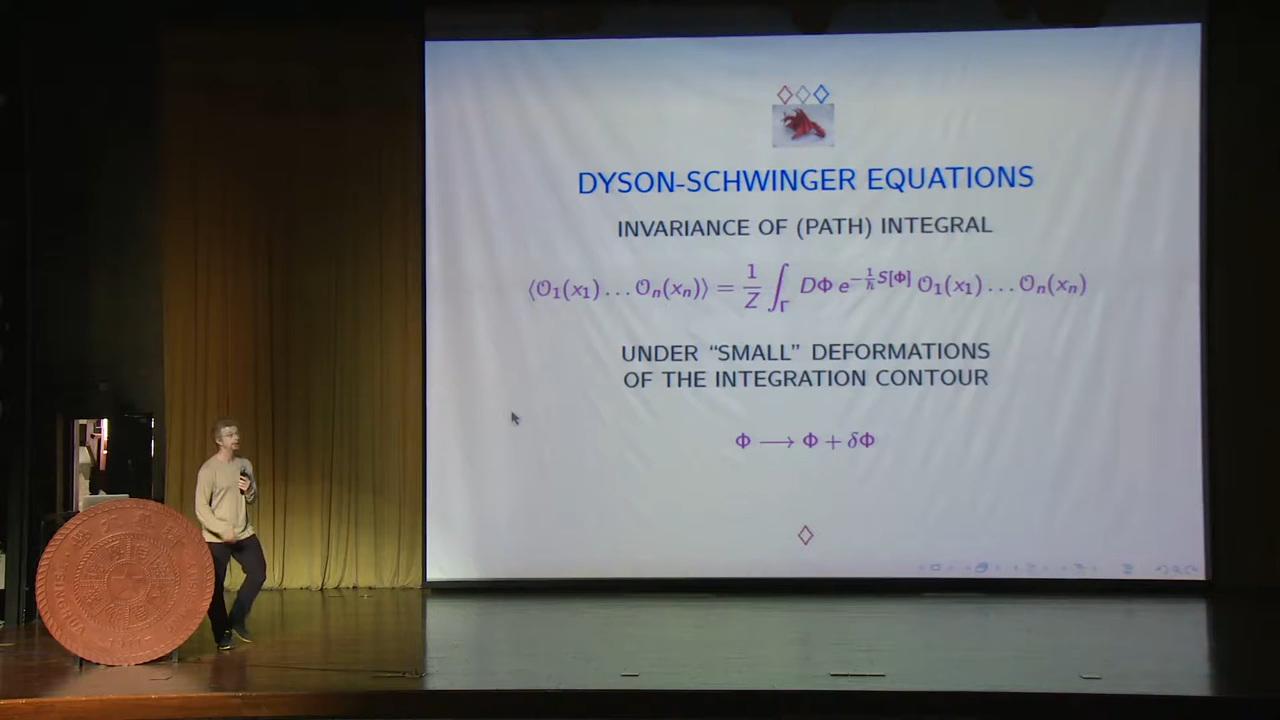 DYSON-SCHWINGER EQUATIONS
INVARIANCE OF (PATH) INTEGRAL
⟨𝒪₁(x₁) … 𝒪ₙ(xₙ)⟩ = 1/Z ∫_Γ DΦ e^{−(1/ħ) S[Φ]} 𝒪₁(x₁) … 𝒪ₙ(xₙ)
UNDER “SMALL” DEFORMATIONS
OF THE INTEGRATION CONTOUR
Φ ⟶ Φ + δΦ